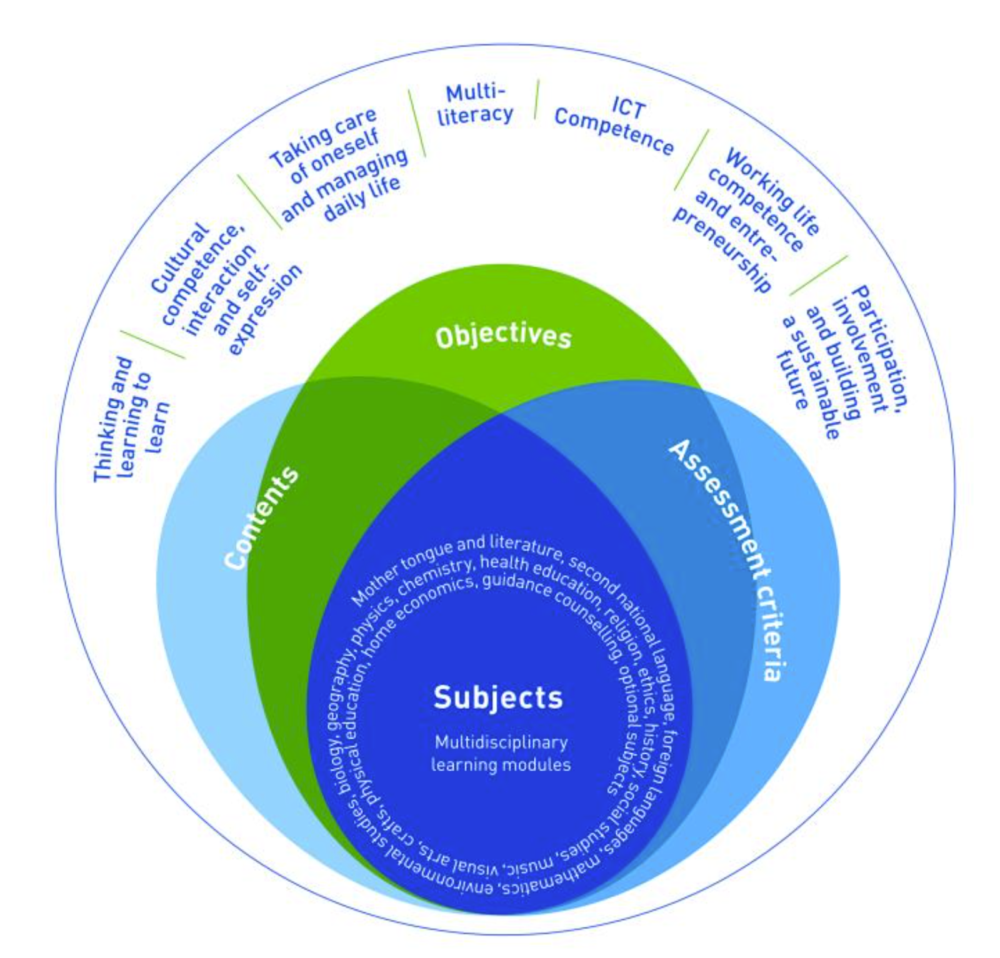 Thinking and
learning to
learn
Cultural
competence,
interaction
and self-
expression
Taking care
of oneself
and managing
daily life
Multi-
literacy
ICT
Competence
Working life
competence
and entre-
preneurship
Participation,
involvement
and building
a sustainable
future
Objectives
Contents
Assessment criteria
Mother tongue and literature, second national language, foreign languages, mathematics, environmental studies, biology, geography, physics, chemistry, health education, religion, ethics, history, social studies, music, visual arts, crafts, physical education, home economics, guidance counselling, optional subjects
Subjects
Multidisciplinary
learning modules